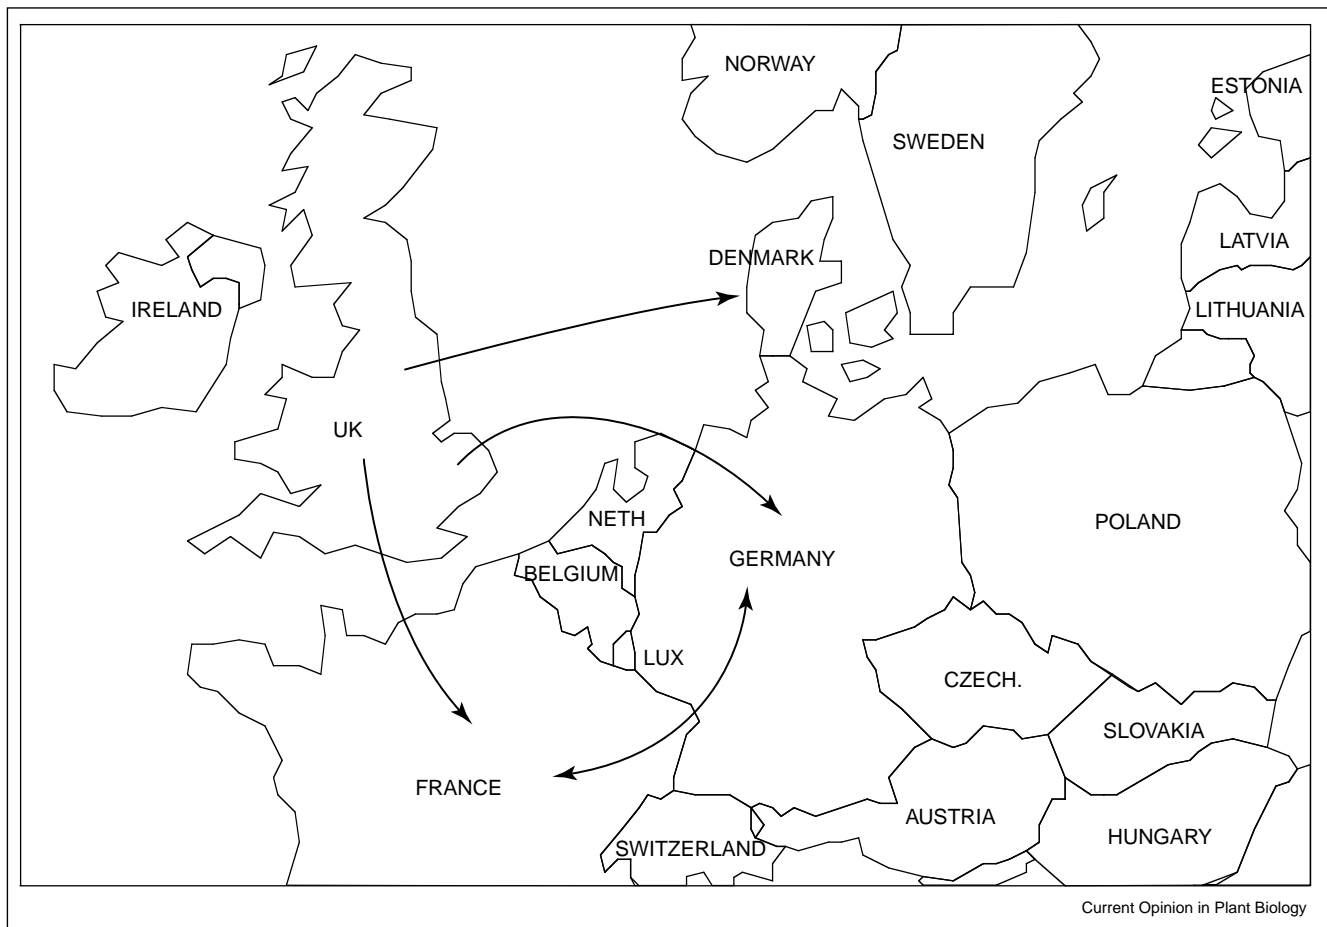 NORWAY
ESTONIA
SWEDEN
LATVIA
DENMARK
IRELAND
LITHUANIA
UK
NETH
POLAND
GERMANY
BELGIUM
LUX
CZECH.
SLOVAKIA
FRANCE
AUSTRIA
HUNGARY
SWITZERLAND
Current Opinion in Plant Biology